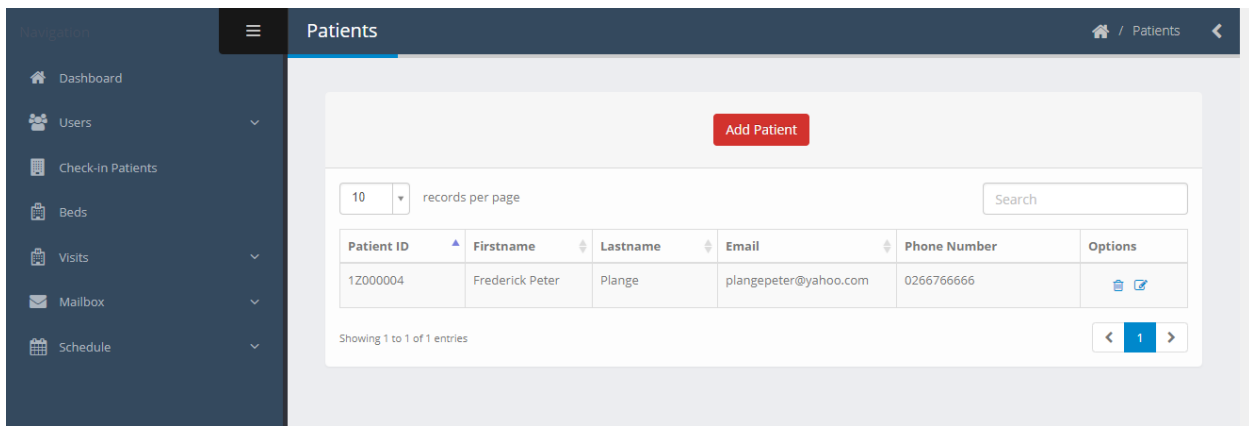 Navigation
Patients
/ Patients
Dashboard
Users
Check-in Patients
Beds
Visits
Mailbox
Schedule
Add Patient
10 records per page
Search
Patient ID Firstname Lastname Email Phone Number Options
1Z000004 Frederick Peter Plange plangepeter@yahoo.com 0266766666
Showing 1 to 1 of 1 entries
1